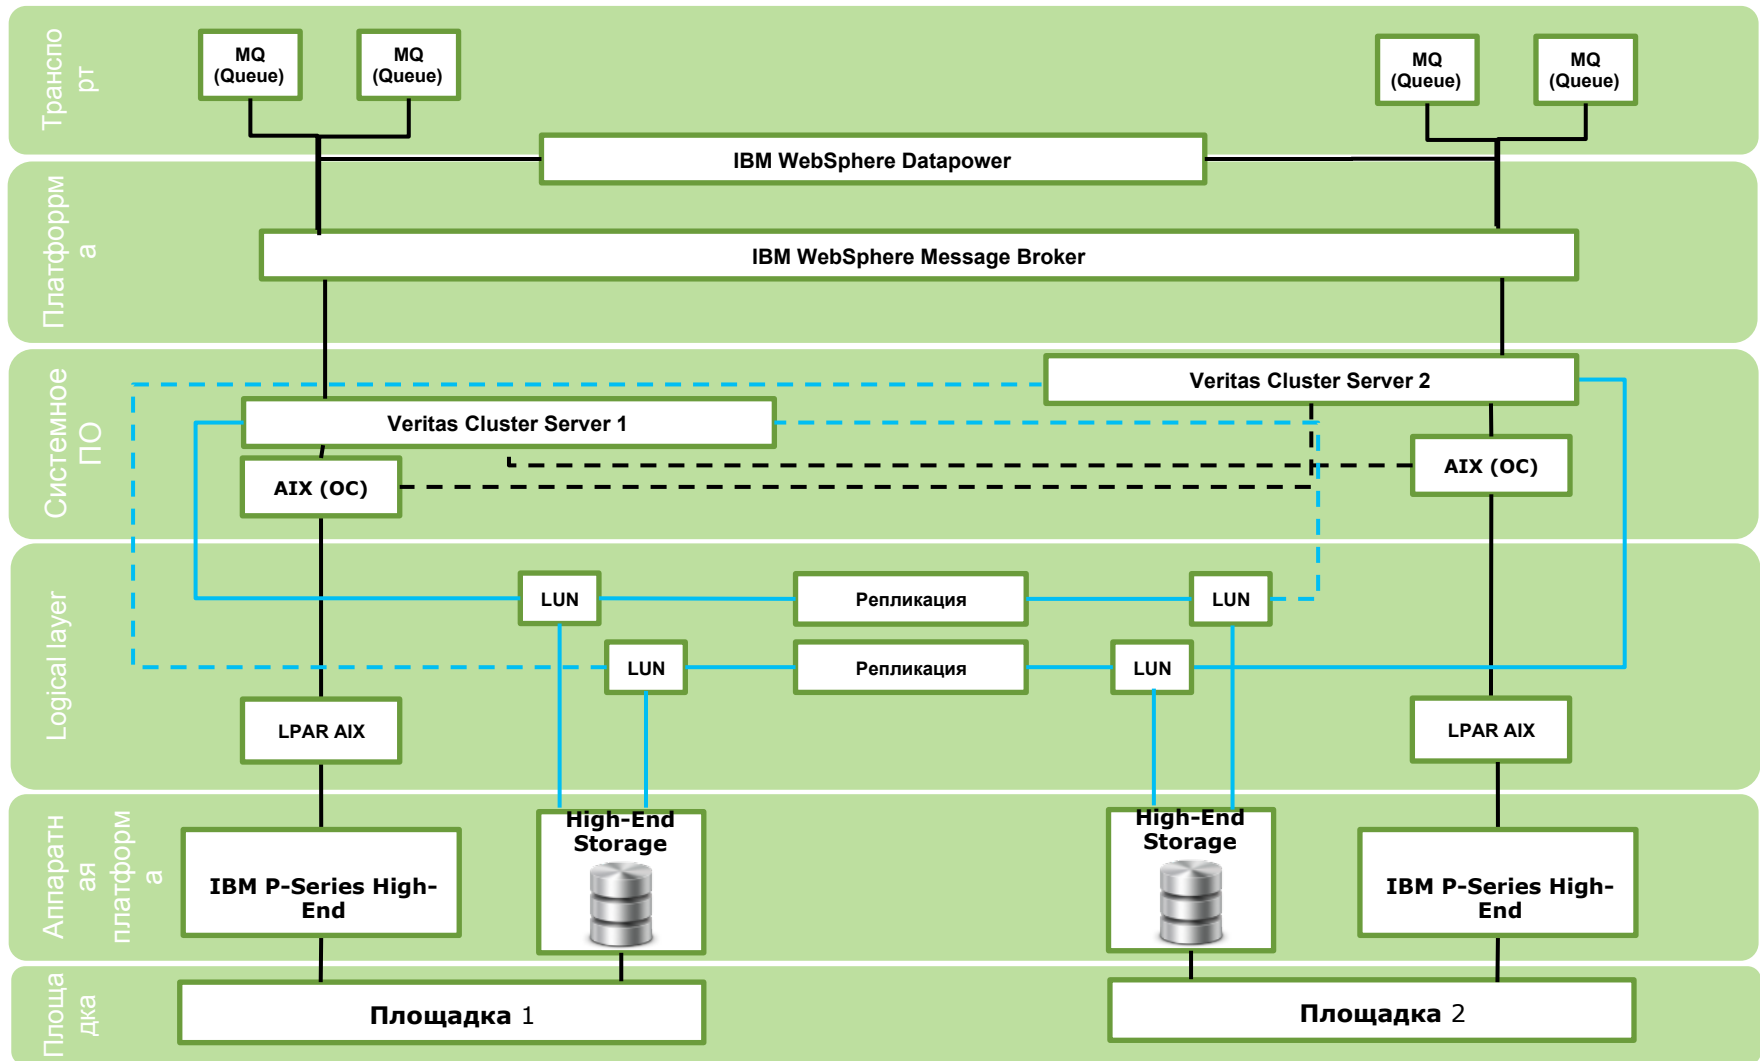 Транспо
рт
MQ
(Queue)
MQ
(Queue)
MQ
(Queue)
MQ
(Queue)
IBM WebSphere Datapower
Платфоррм
а
IBM WebSphere Message Broker
Системное
ПО
Veritas Cluster Server 2
Veritas Cluster Server 1
AIX (ОС)
AIX (ОС)
Logical layer
LUN
Репликация
LUN
LUN
Репликация
LUN
LPAR AIX
LPAR AIX
Аппаратн
ая
платформ
а
IBM P-Series High-
End
High-End
Storage
High-End
Storage
IBM P-Series High-
End
Площа
дка
Площадка 1
Площадка 2